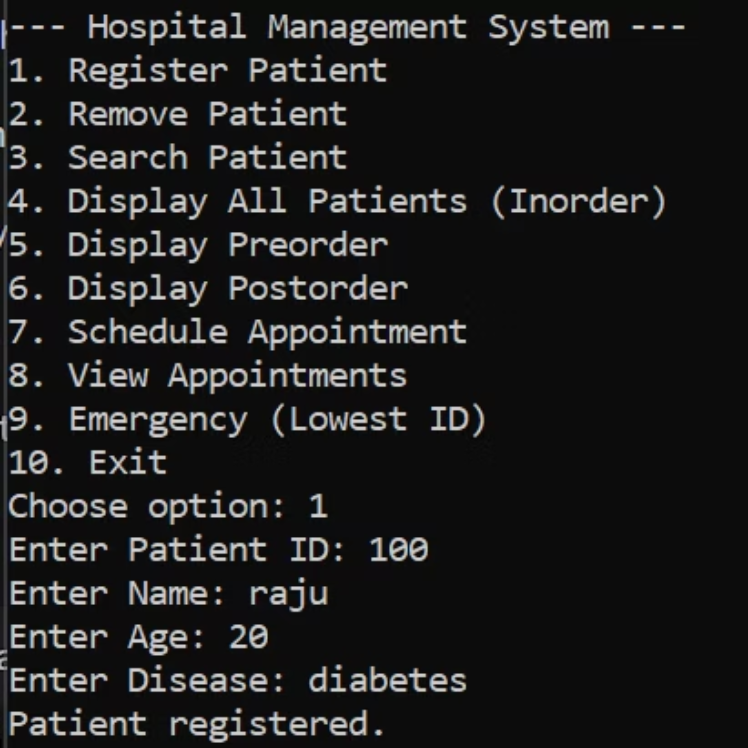 --- Hospital Management System ---
1. Register Patient
2. Remove Patient
3. Search Patient
4. Display All Patients (Inorder)
5. Display Preorder
6. Display Postorder
7. Schedule Appointment
8. View Appointments
9. Emergency (Lowest ID)
10. Exit
Choose option: 1
Enter Patient ID: 100
Enter Name: raju
Enter Age: 20
Enter Disease: diabetes
Patient registered.